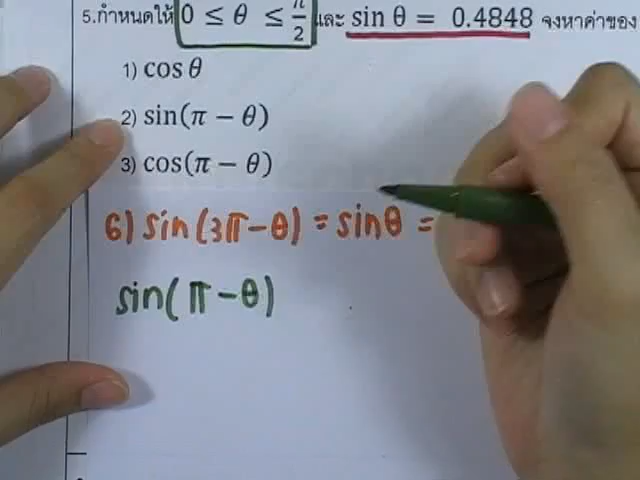 5.กำหนดให้ 0 ≤ θ ≤ π/2 และ sin θ = 0.4848 จงหาค่าของ
1) cos θ
2) sin(π − θ)
3) cos(π − θ)
6) sin(3π−θ) = sinθ =
sin(π−θ)